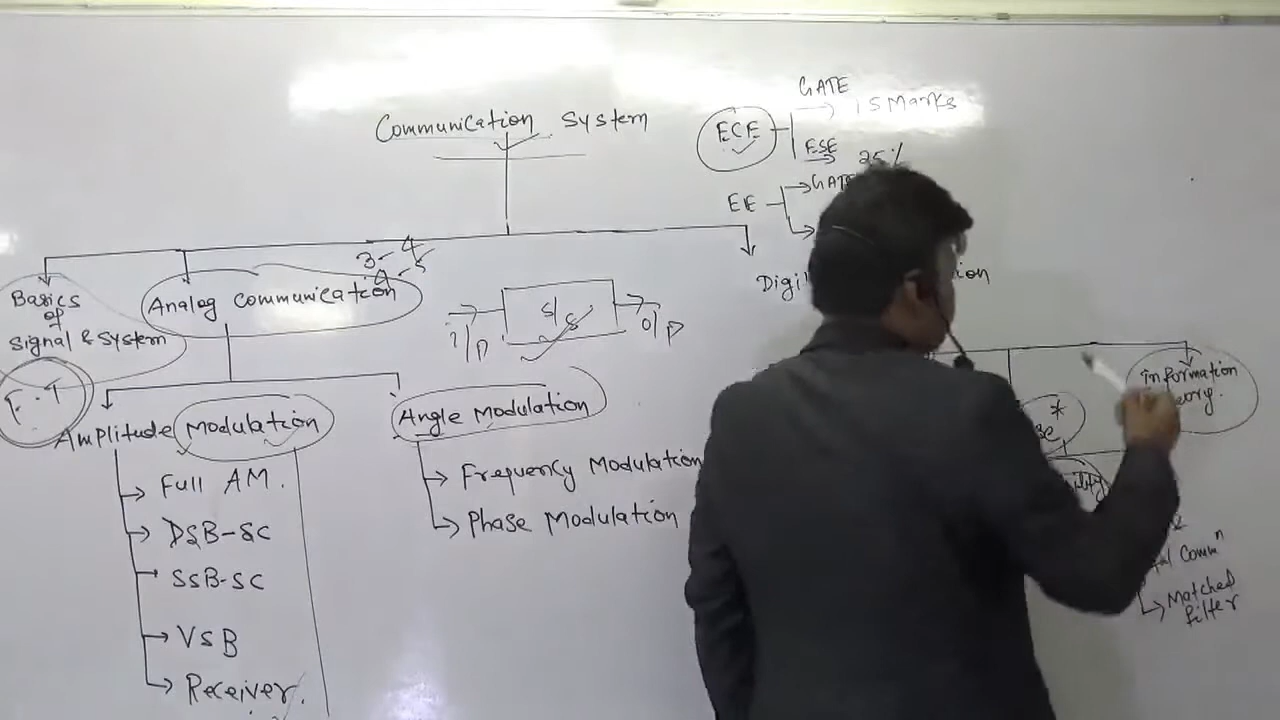 Communication System
GATE
ECE → 15 Marks
ESE
→ 25%
EE → GATE
3-4
4-5
Basics
of
Signal & System
Analog Communication
I/P
S/S
O/P
F.T
Amplitude Modulation
Full AM.
DSB-SC
SSB-SC
VSB
Receiver.
Angle Modulation
Frequency Modulation
Phase Modulation
Information
*
Comm^n
Matched
filter